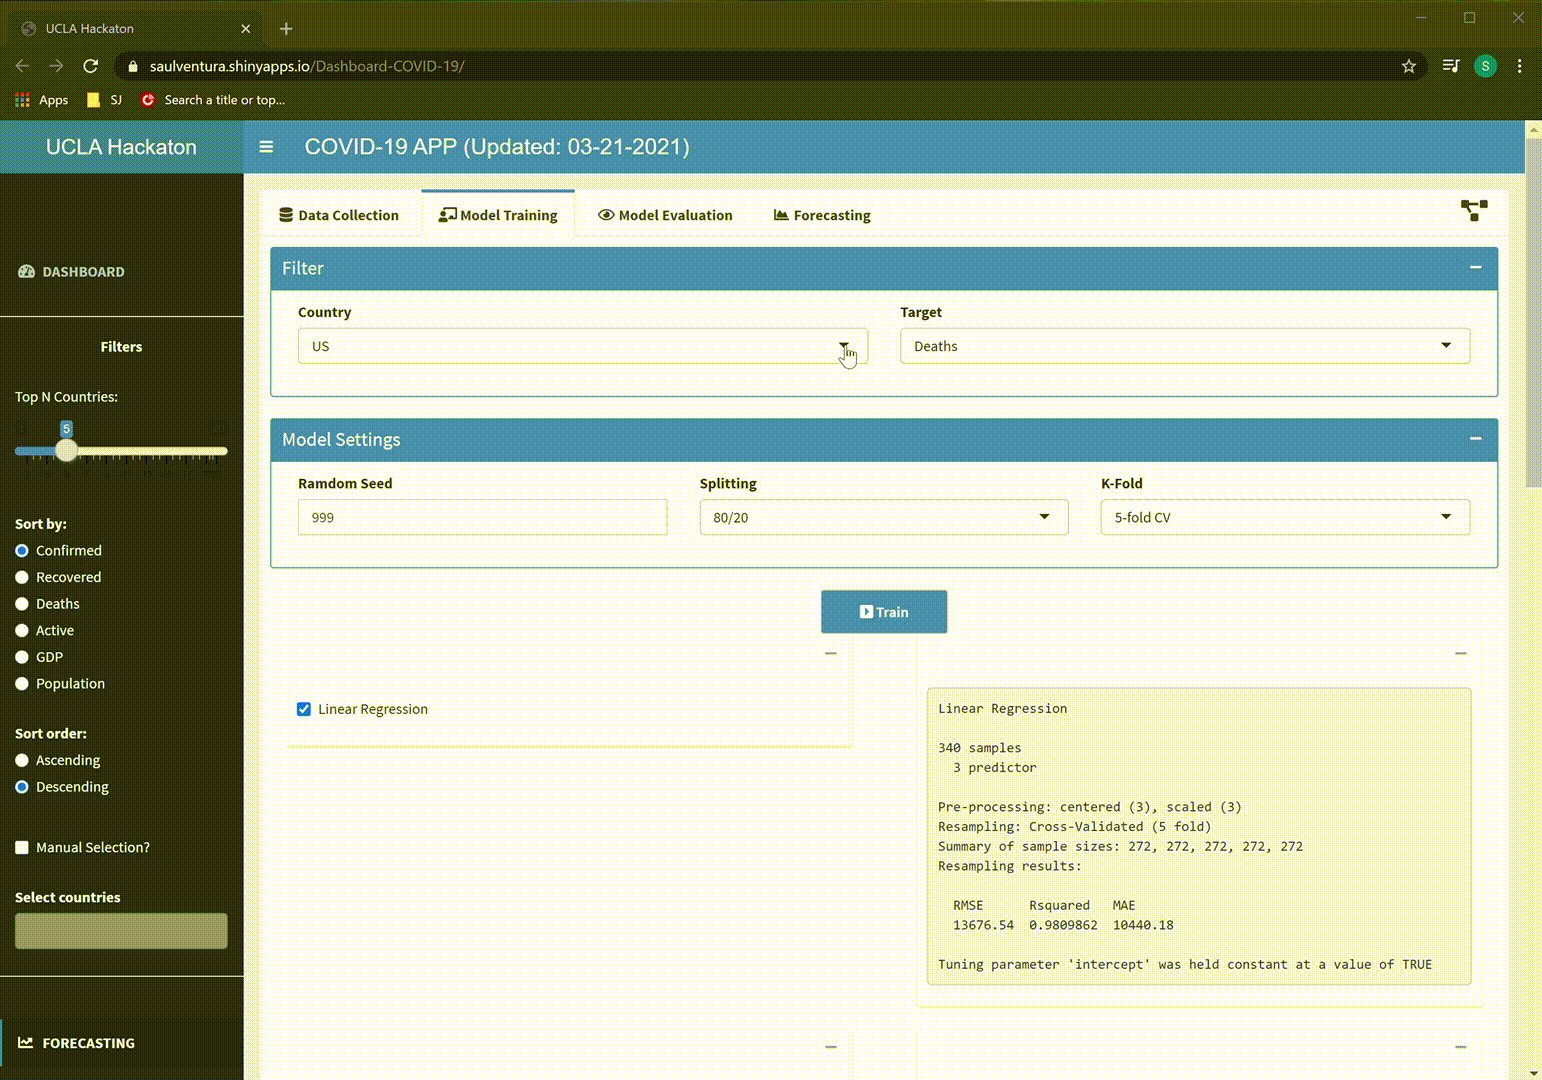 UCLA Hackaton
saulventura.shinyapps.io/Dashboard-COVID-19/
S
Apps
SJ
Search a title or top...
UCLA Hackaton
COVID-19 APP (Updated: 03-21-2021)
DASHBOARD
Filters
Top N Countries:
5
Sort by:
Confirmed
Recovered
Deaths
Active
GDP
Population
Sort order:
Ascending
Descending
Manual Selection?
Select countries
FORECASTING
Data Collection
Model Training
Model Evaluation
Forecasting
Filter
Country
US
Target
Deaths
Model Settings
Ramdom Seed
999
Splitting
80/20
K-Fold
5-fold CV
Train
Linear Regression
Linear Regression
340 samples
3 predictor
Pre-processing: centered (3), scaled (3)
Resampling: Cross-Validated (5 fold)
Summary of sample sizes: 272, 272, 272, 272, 272
Resampling results:
RMSE Rsquared MAE
13676.54 0.9809862 10440.18
Tuning parameter 'intercept' was held constant at a value of TRUE